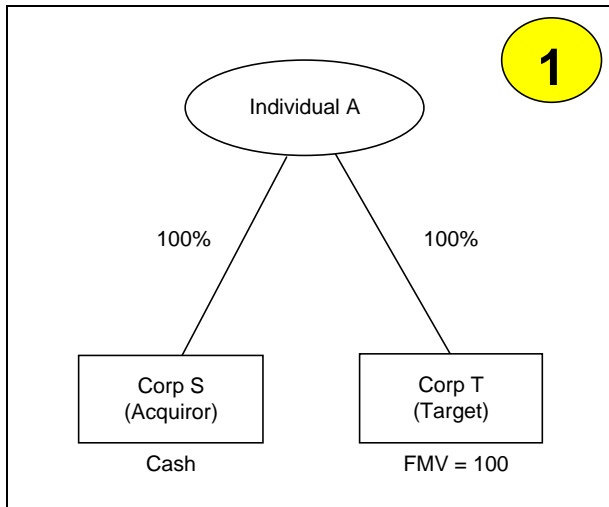 1
Individual A
100%
100%
Corp S
(Acquiror)
Corp T
(Target)
Cash
FMV = 100